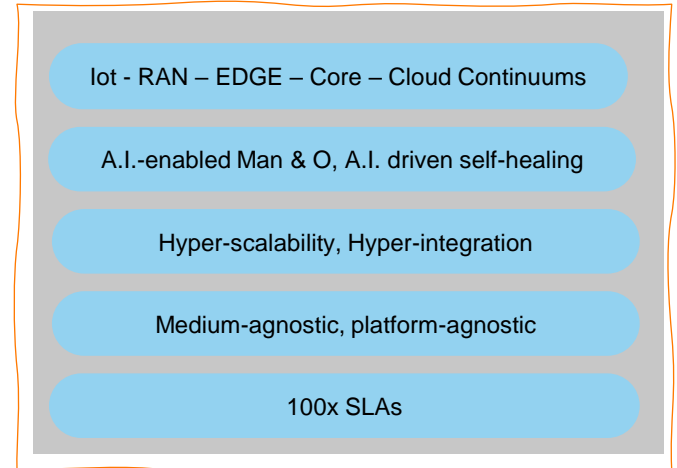 Iot - RAN – EDGE – Core – Cloud Continuums
A.I.-enabled Man & O, A.I. driven self-healing
Hyper-scalability, Hyper-integration
Medium-agnostic, platform-agnostic
100x SLAs